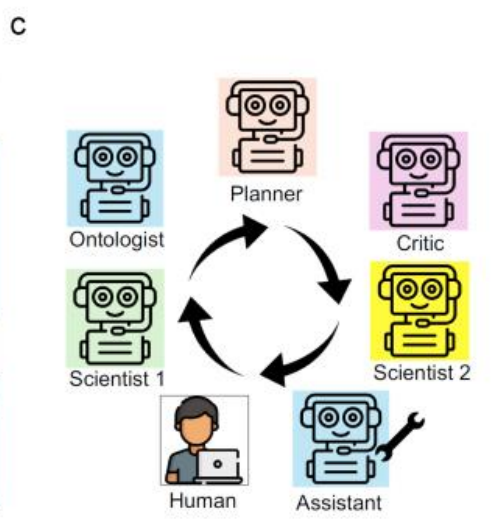 C
Planner
Ontologist
Critic
Scientist 1
Scientist 2
Human
Assistant